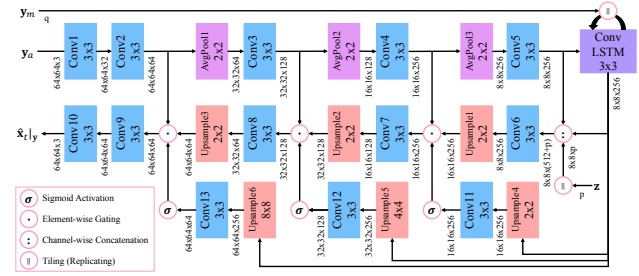 y_m
q
y_a
64x64x3
Conv1
3x3
64x64x32
Conv2
3x3
64x64x64
AvgPool1
2x2
32x32x64
Conv3
3x3
32x32x128
AvgPool2
2x2
16x16x128
Conv4
3x3
16x16x256
AvgPool3
2x2
8x8x256
Conv5
3x3
8x8x256
Conv
LSTM
3x3
8x8x256
x̂_t|_y
64x64x3
Conv10
3x3
64x64x64
Conv9
3x3
64x64x64
Upsample3
2x2
32x32x64
Conv8
3x3
32x32x128
Upsample2
2x2
16x16x128
Conv7
3x3
16x16x256
Upsample1
2x2
8x8x256
Conv6
3x3
8x8x(512+p)
8x8xp
z
p
σ
64x64x64
Conv13
3x3
64x64x256
Upsample6
8x8
σ
32x32x128
Conv12
3x3
32x32x256
Upsample5
4x4
σ
16x16x256
Conv11
3x3
16x16x256
Upsample4
2x2
σ Sigmoid Activation
· Element-wise Gating
: Channel-wise Concatenation
॥ Tiling (Replicating)